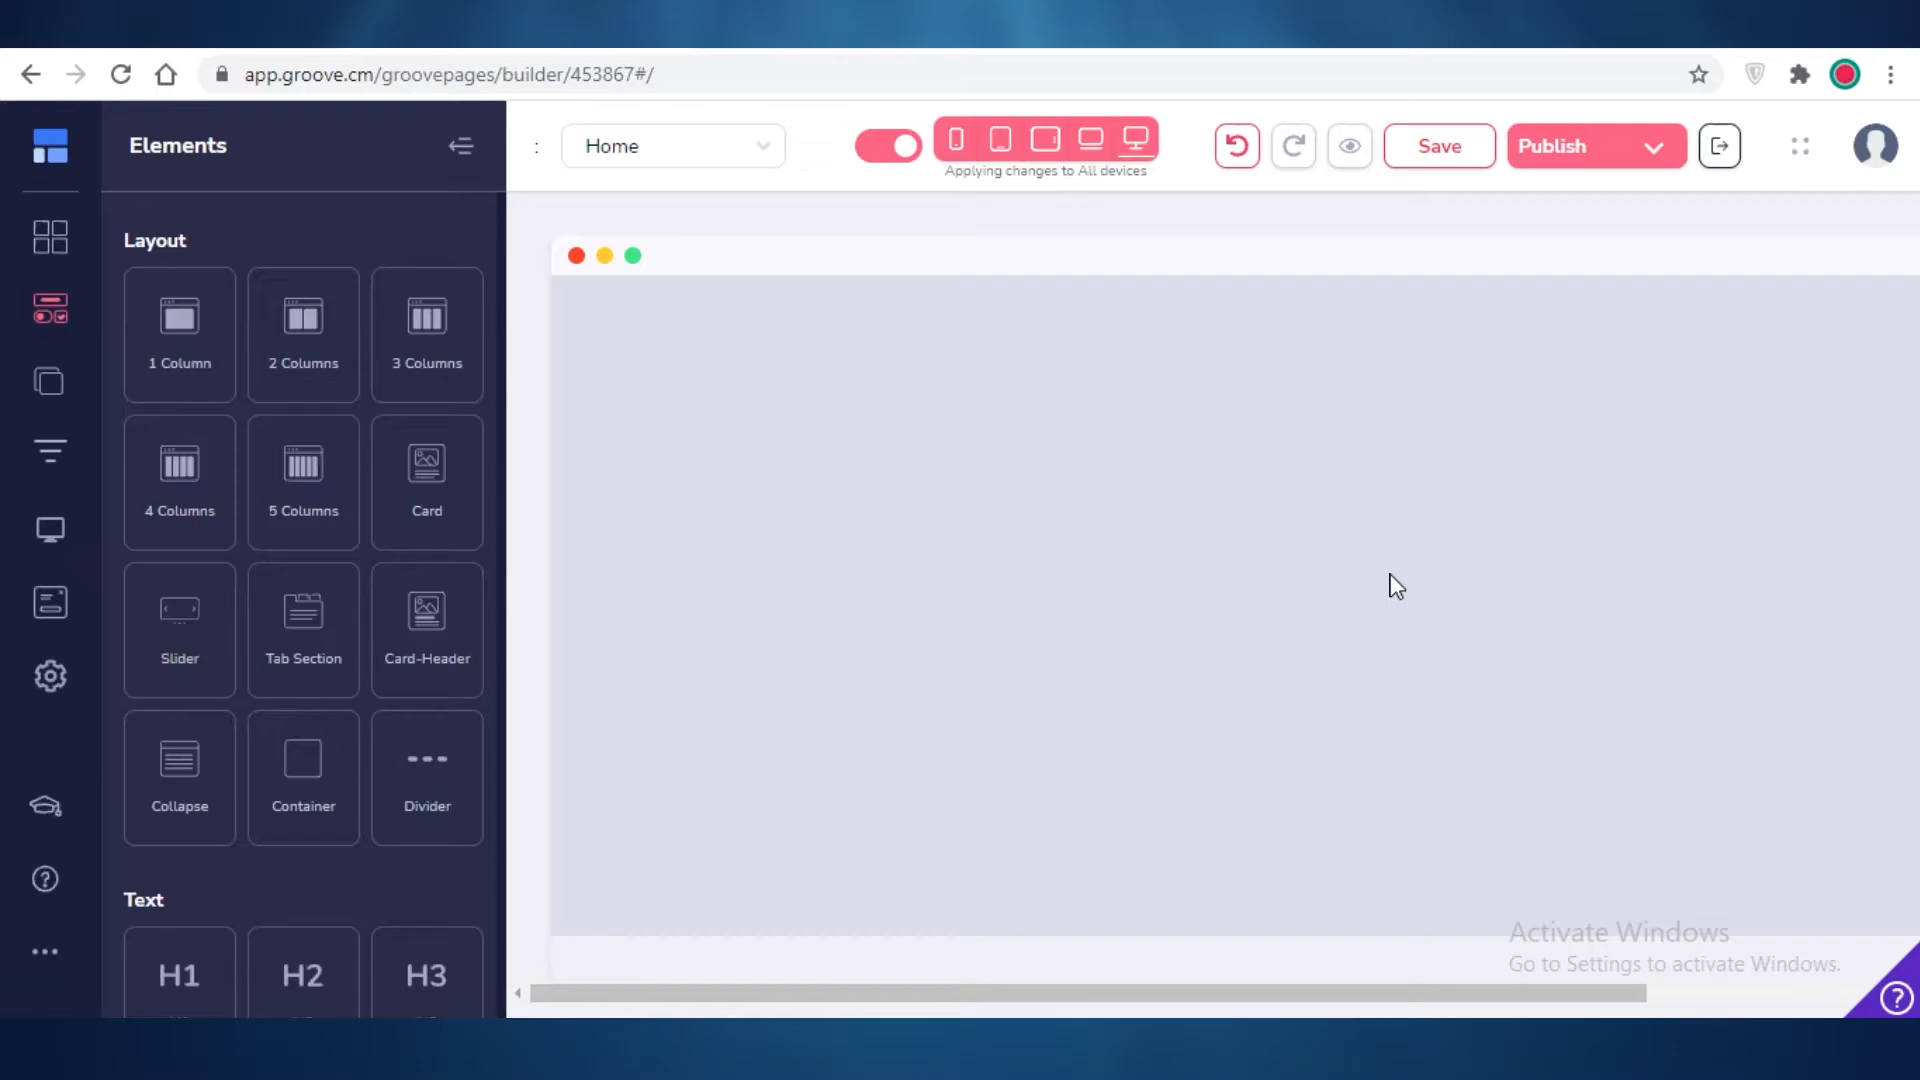 app.groove.cm/groovepages/builder/453867#/
Elements
:
Home
Applying changes to All devices
Save
Publish
Layout
1 Column
2 Columns
3 Columns
4 Columns
5 Columns
Card
Slider
Tab Section
Card-Header
Collapse
Container
Divider
Text
H1
H2
H3
Activate Windows
Go to Settings to activate Windows.